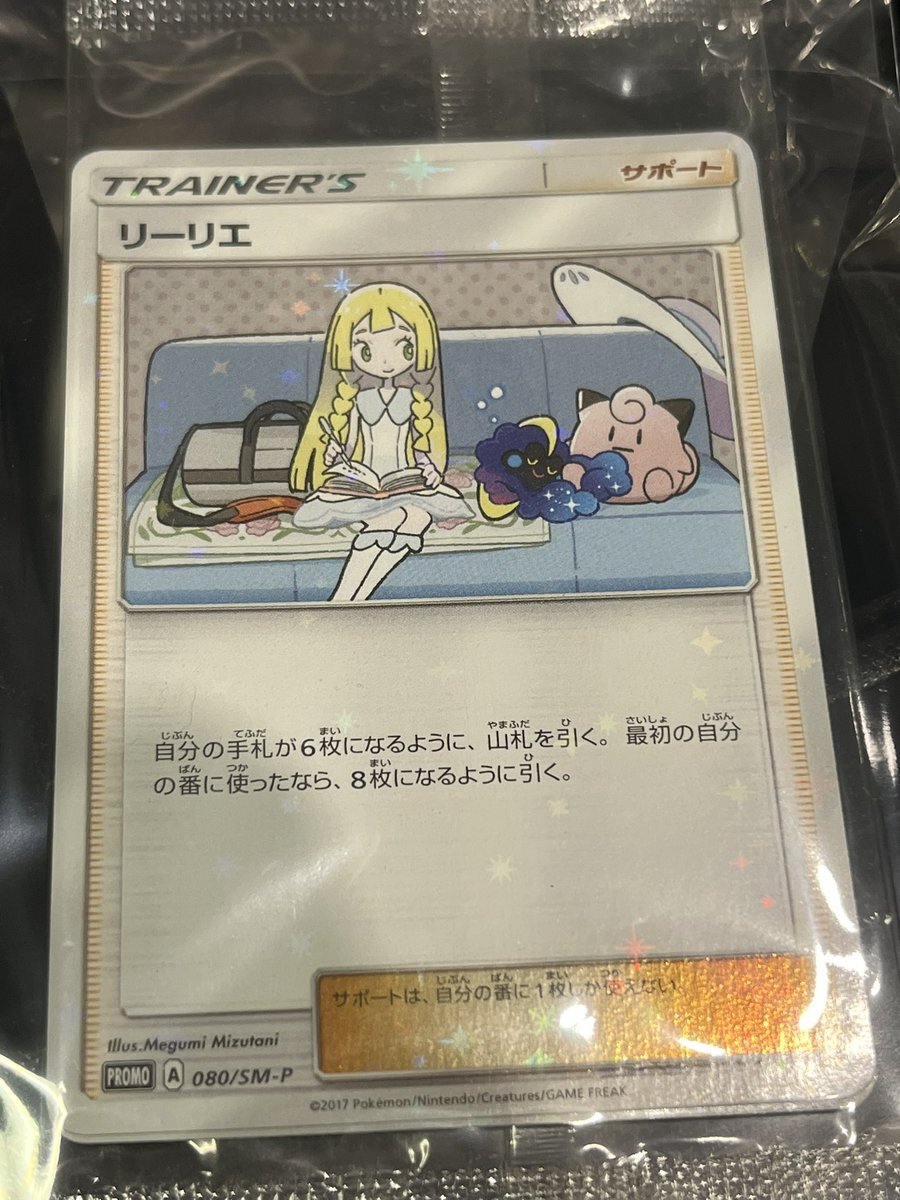 TRAINER'S
サポート
リーリエ
自分の手札が6枚になるように、山札を引く。最初の自分
の番に使ったなら、8枚になるように引く。
サポートは、自分の番に1枚しか使えない。
Illus.Megumi Mizutani
PROMO A 080/SM-P
©2017 Pokémon/Nintendo/Creatures/GAME FREAK